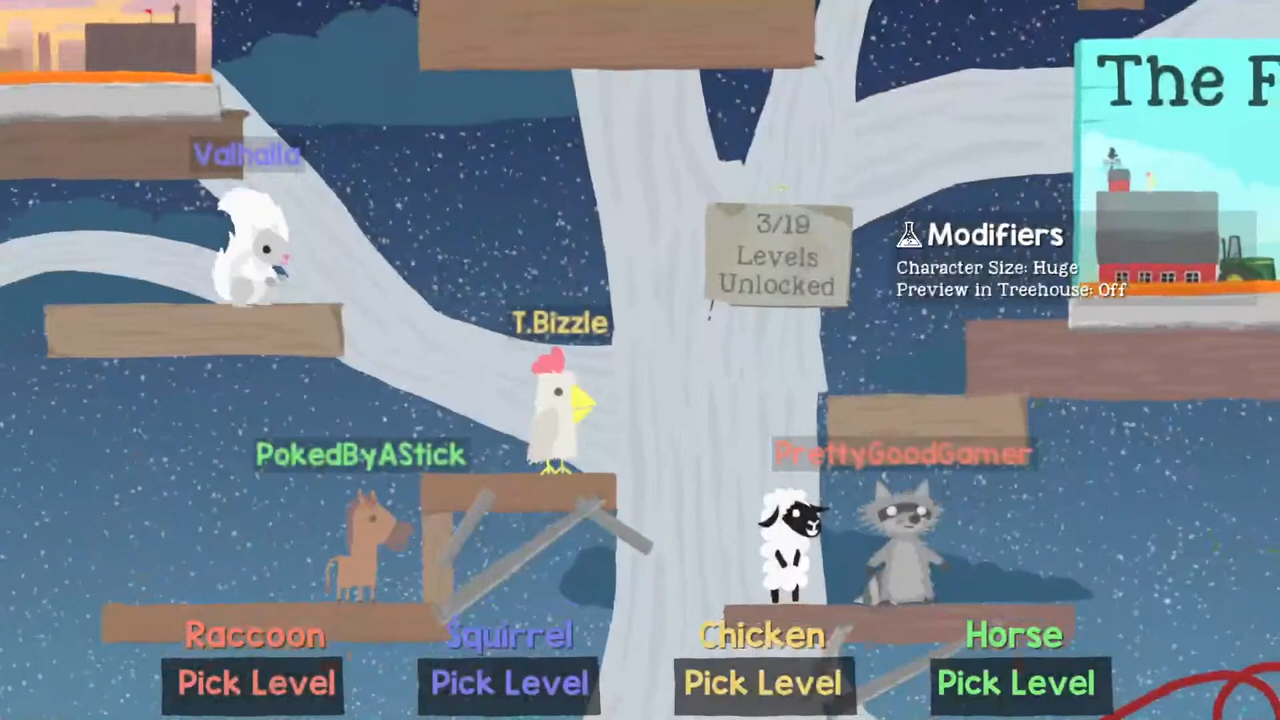 The F
Valhalla
3/19
Levels
Unlocked
Modifiers
Character Size: Huge
Preview in Treehouse: Off
T.Bizzle
PokedByAStick
PrettyGoodGamer
Raccoon
Squirrel
Chicken
Horse
Pick Level
Pick Level
Pick Level
Pick Level